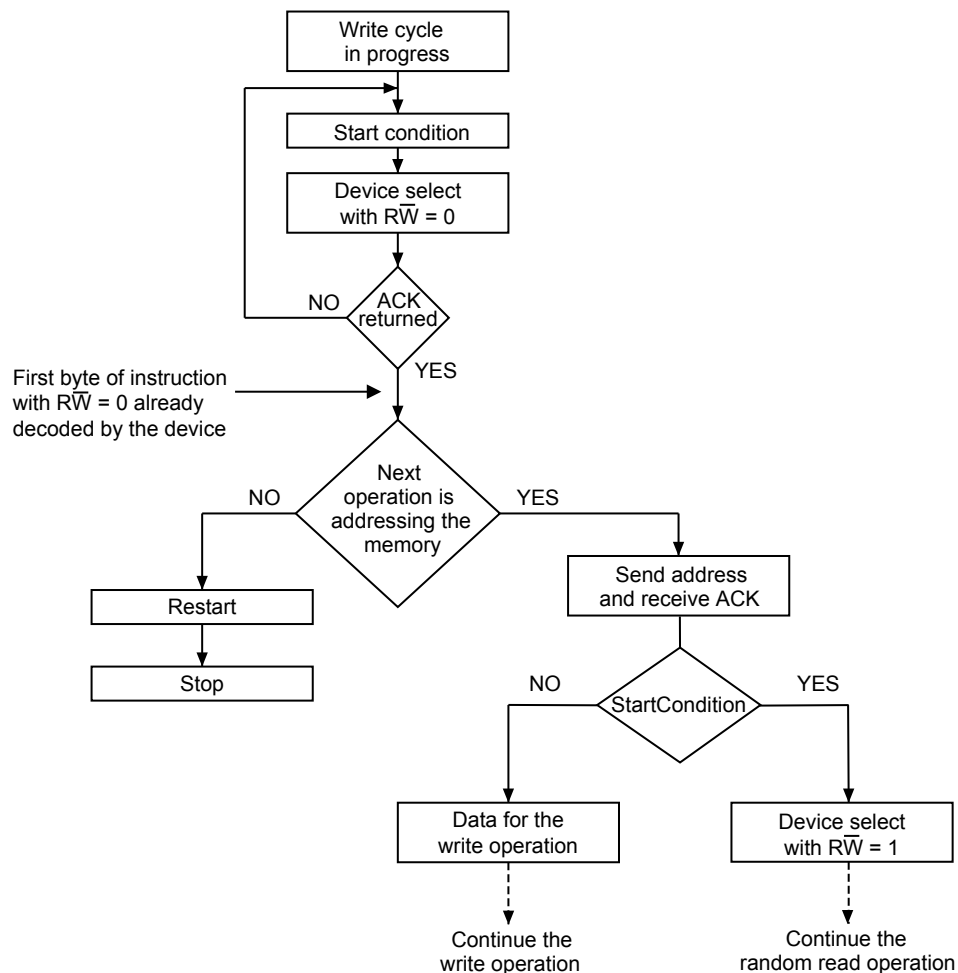 Write cycle
in progress
Start condition
Device select
with RW̅ = 0
NO
ACK
returned
YES
First byte of instruction
with RW̅ = 0 already
decoded by the device
NO
Next
operation is
addressing the
memory
YES
Send address
and receive ACK
Restart
Stop
NO
StartCondition
YES
Data for the
write operation
Device select
with RW̅ = 1
Continue the
write operation
Continue the
random read operation